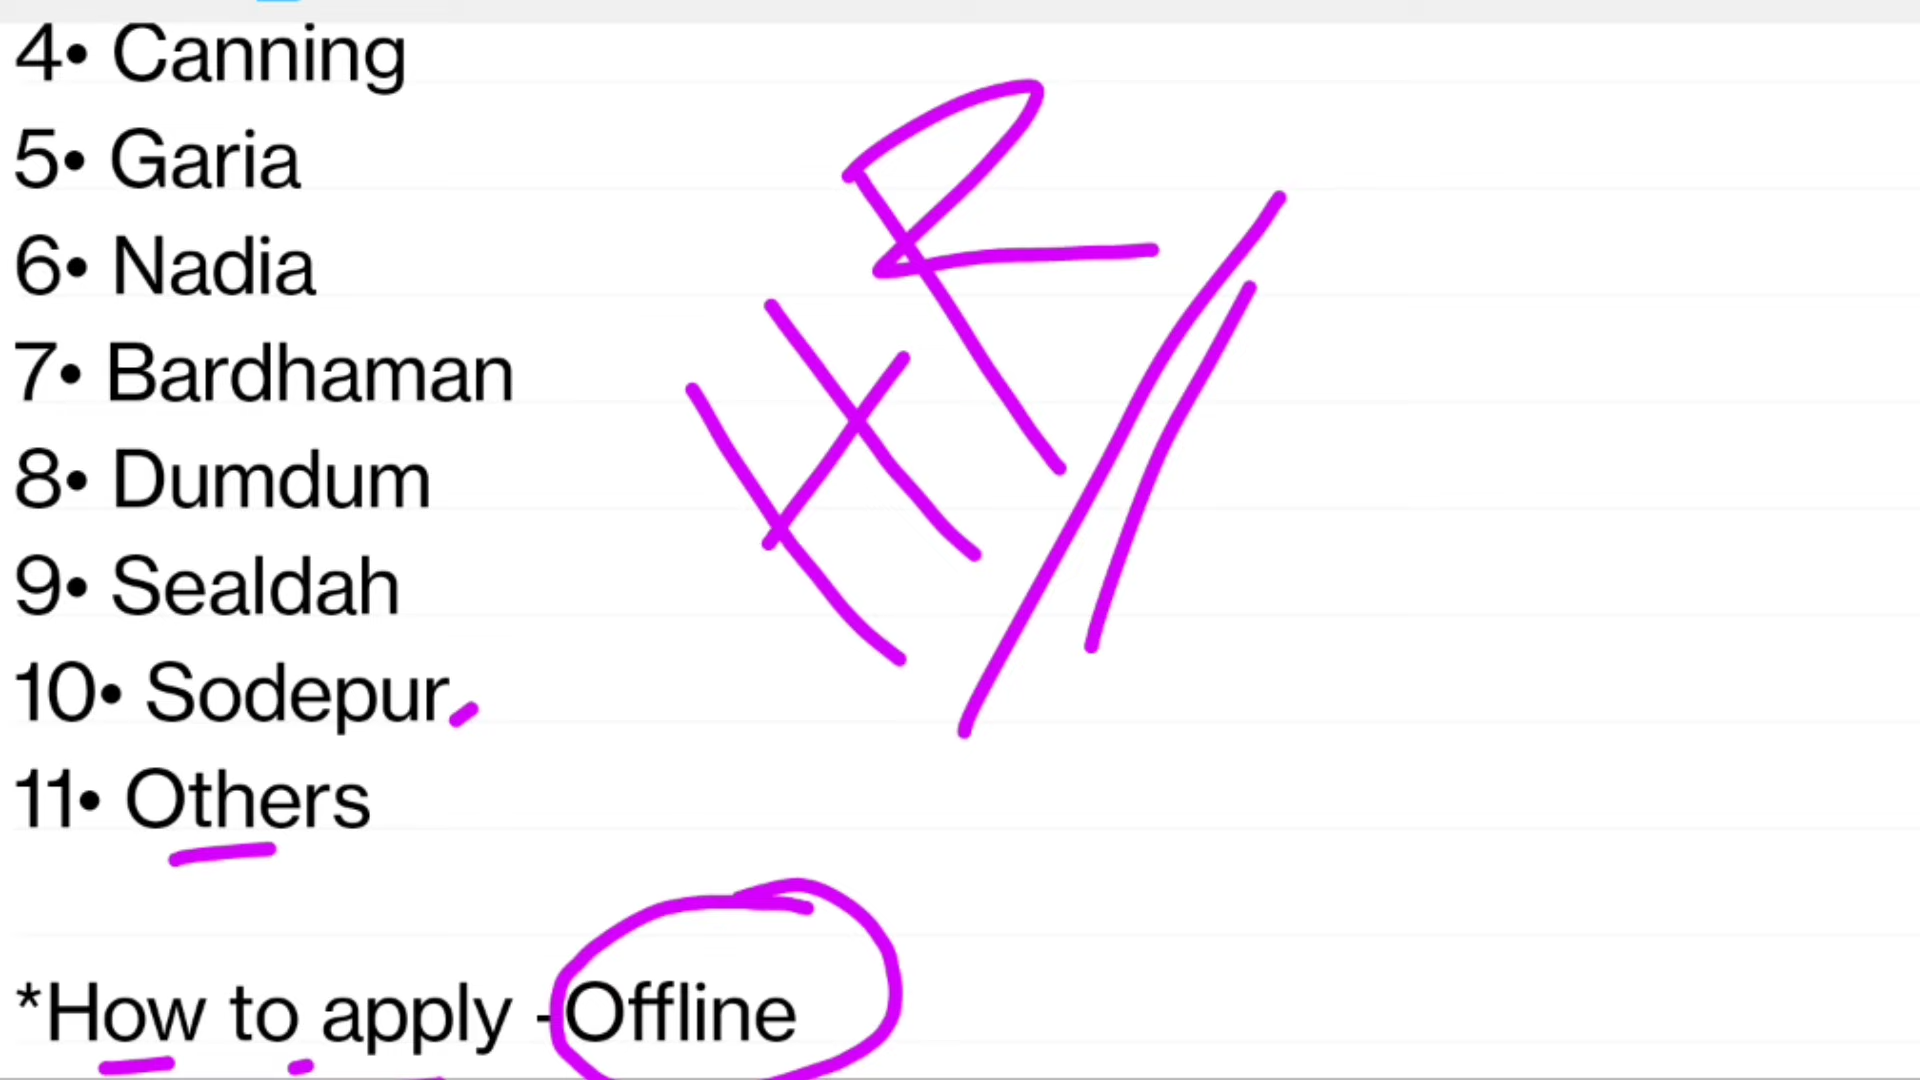 4• Canning
5• Garia
6• Nadia
7• Bardhaman
8• Dumdum
9• Sealdah
10• Sodepur
11• Others
*How to apply -Offline